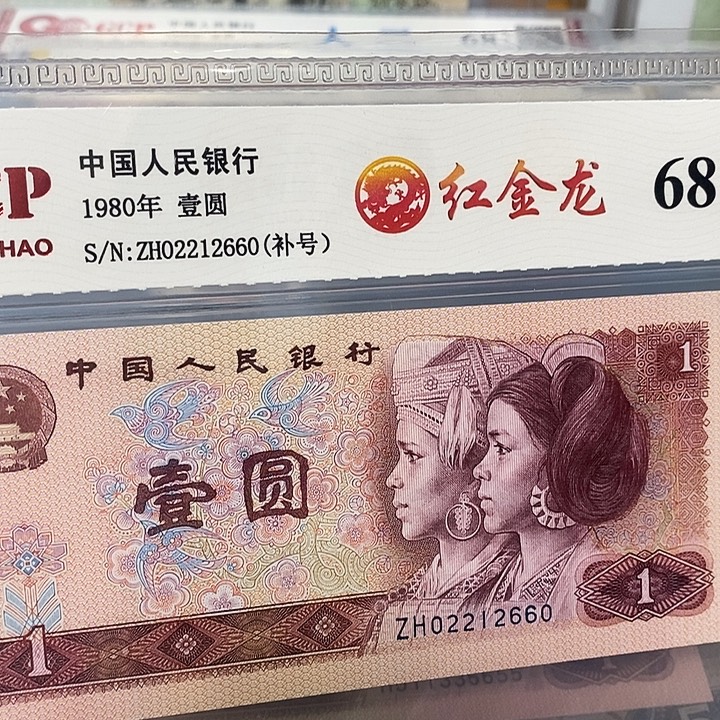 中国人民银行
1980年 壹圆
S/N:ZH02212660(补号)
红金龙
68
CP
HAO
中国人民银行
壹圆
1
1
1
ZH02212660